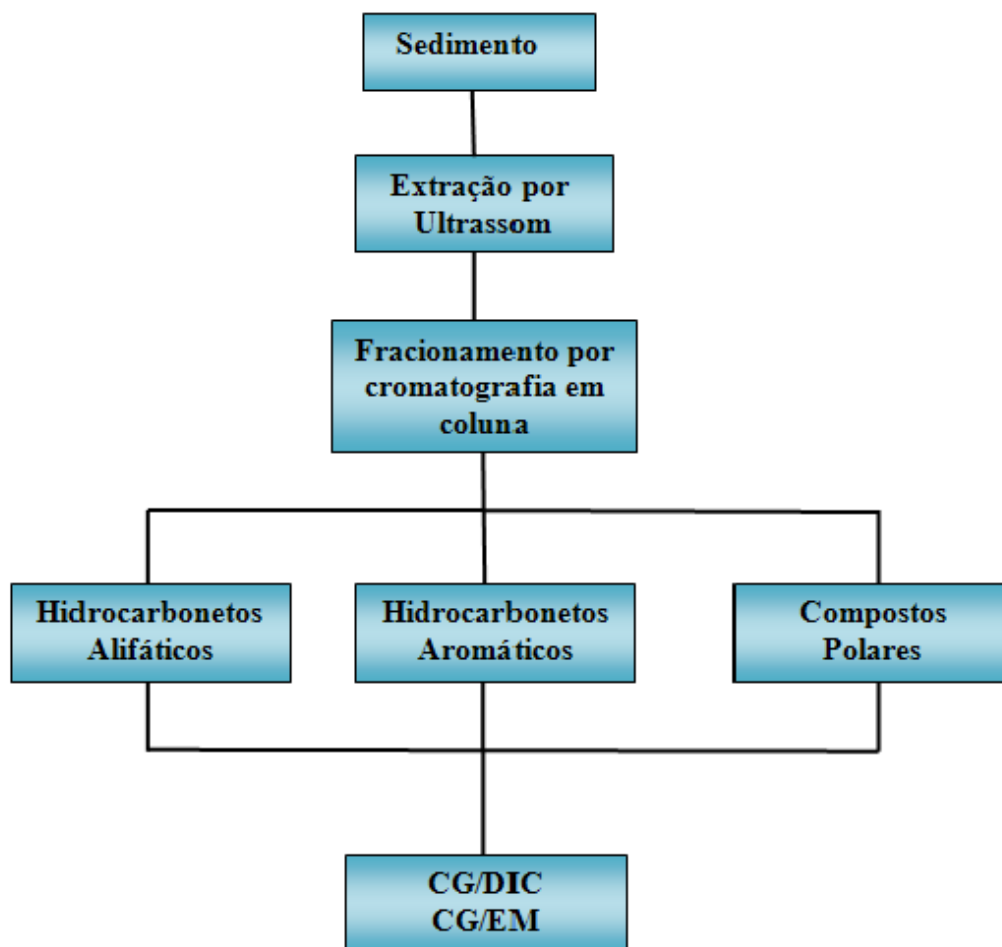 Sedimento
Extração por
Ultrassom
Fracionamento por
cromatografia em
coluna
Hidrocarbonetos
Alifáticos
Hidrocarbonetos
Aromáticos
Compostos
Polares
CG/DIC
CG/EM